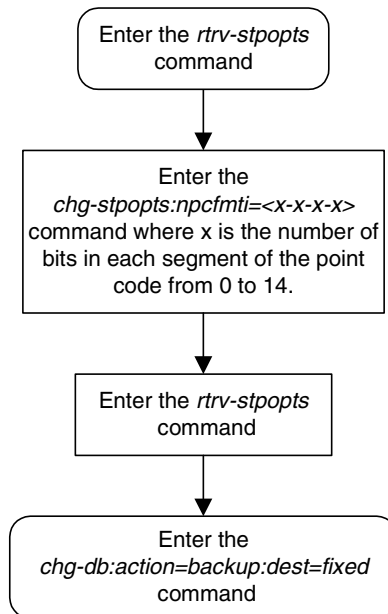 Enter the rtrv-stpopts
command
Enter the
chg-stpopts:npcfmti=<x-x-x-x>
command where x is the number of
bits in each segment of the point
code from 0 to 14.
Enter the rtrv-stpopts
command
Enter the
chg-db:action=backup:dest=fixed
command